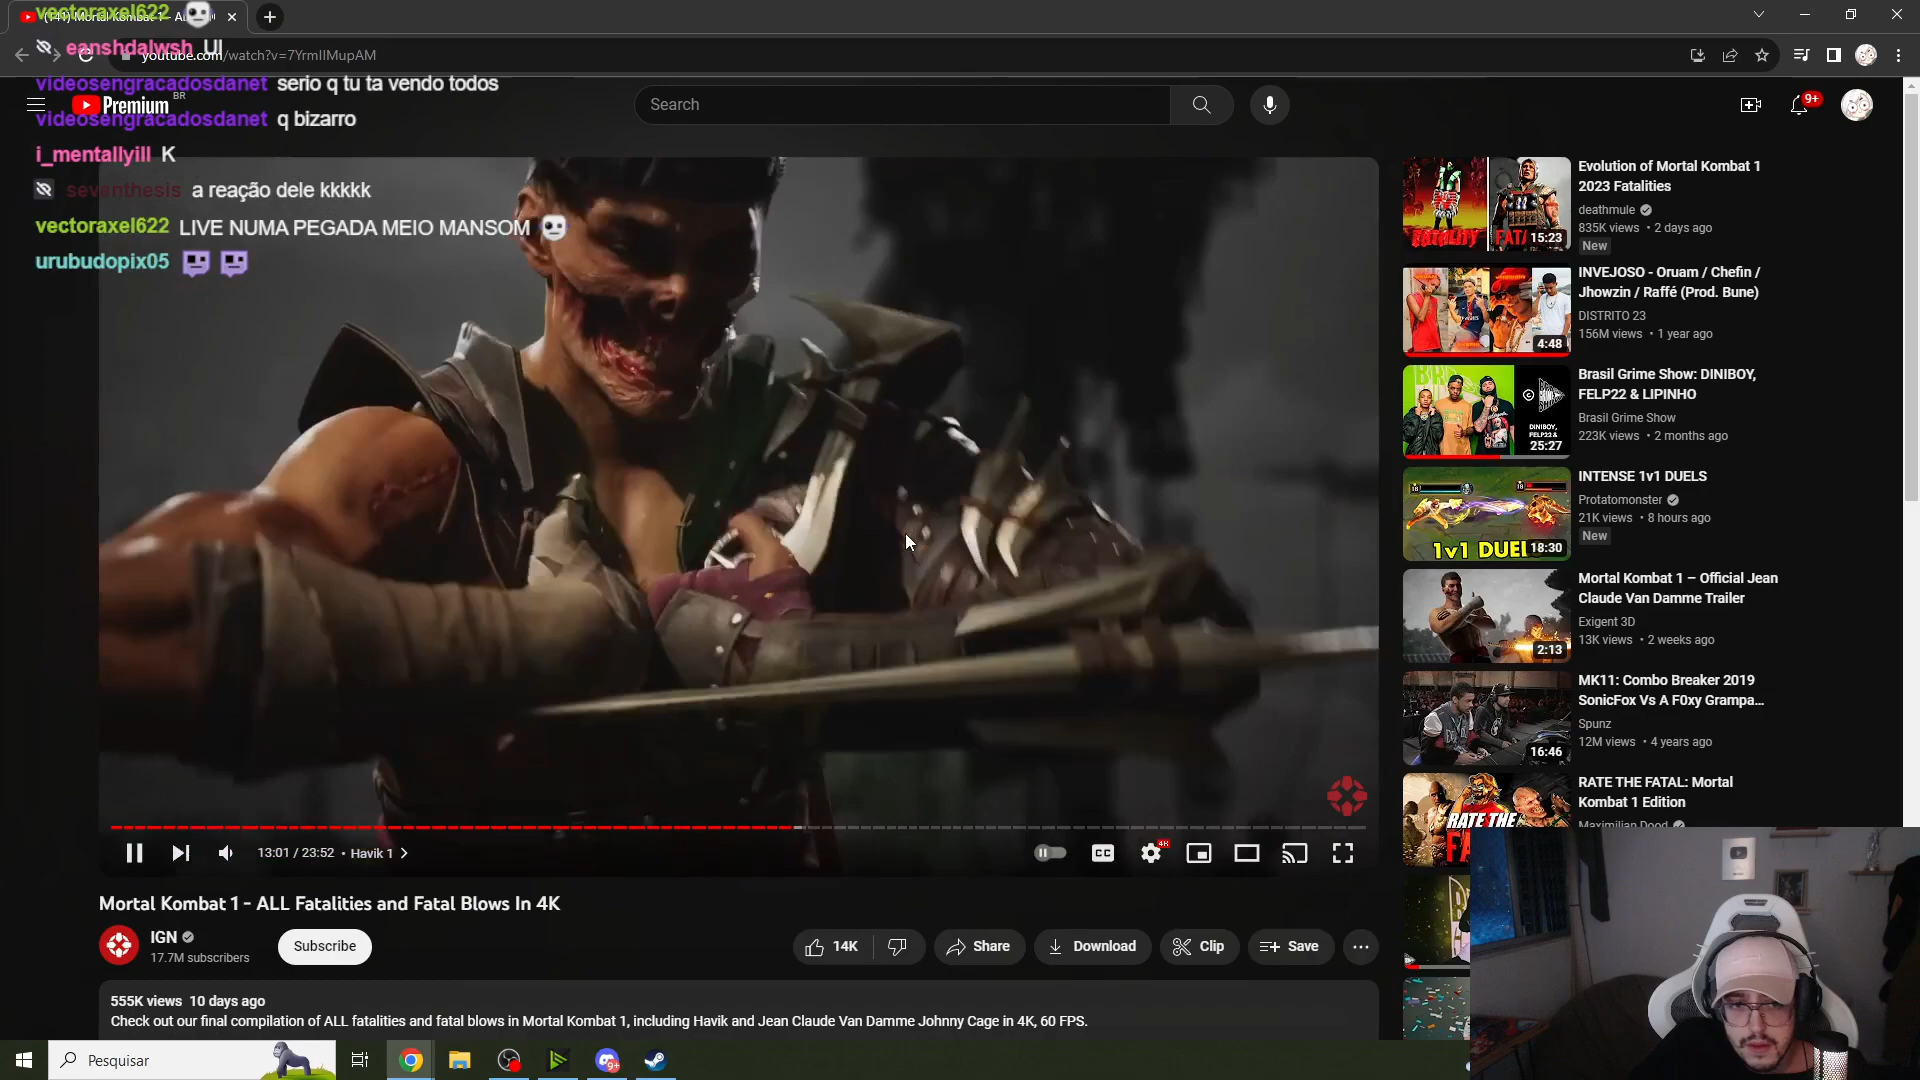 vectoraxel622
eanshdalwsh UI
youtube.com/watch?v=7YrmIIMupAM
videosengracadosdanet serio q tu ta vendo todos
Premium BR
Search
9+
videosengracadosdanet q bizarro
i_mentallyill K
seventhesis a reação dele kkkkk
vectoraxel622 LIVE NUMA PEGADA MEIO MANSOM
urubudopix05
Evolution of Mortal Kombat 1
2023 Fatalities
deathmule
835K views • 2 days ago
New
15:23
INVEJOSO - Oruam / Chefin /
Jhowzin / Raffé (Prod. Bune)
DISTRITO 23
156M views • 1 year ago
4:48
Brasil Grime Show: DINIBOY,
FELP22 & LIPINHO
Brasil Grime Show
223K views • 2 months ago
25:27
INTENSE 1v1 DUELS
Protatomonster
21K views • 8 hours ago
New
1v1 DUEL
18:30
Mortal Kombat 1 – Official Jean
Claude Van Damme Trailer
Exigent 3D
13K views • 2 weeks ago
2:13
MK11: Combo Breaker 2019
SonicFox Vs A F0xy Grampa...
Spunz
12M views • 4 years ago
16:46
RATE THE FATAL: Mortal
Kombat 1 Edition
Maximilian Dood
RATE THE
13:01 / 23:52 • Havik 1
CC
4K
Mortal Kombat 1 - ALL Fatalities and Fatal Blows In 4K
IGN
17.7M subscribers
Subscribe
14K
Share
Download
Clip
Save
555K views 10 days ago
Check out our final compilation of ALL fatalities and fatal blows in Mortal Kombat 1, including Havik and Jean Claude Van Damme Johnny Cage in 4K, 60 FPS.
Pesquisar
9+